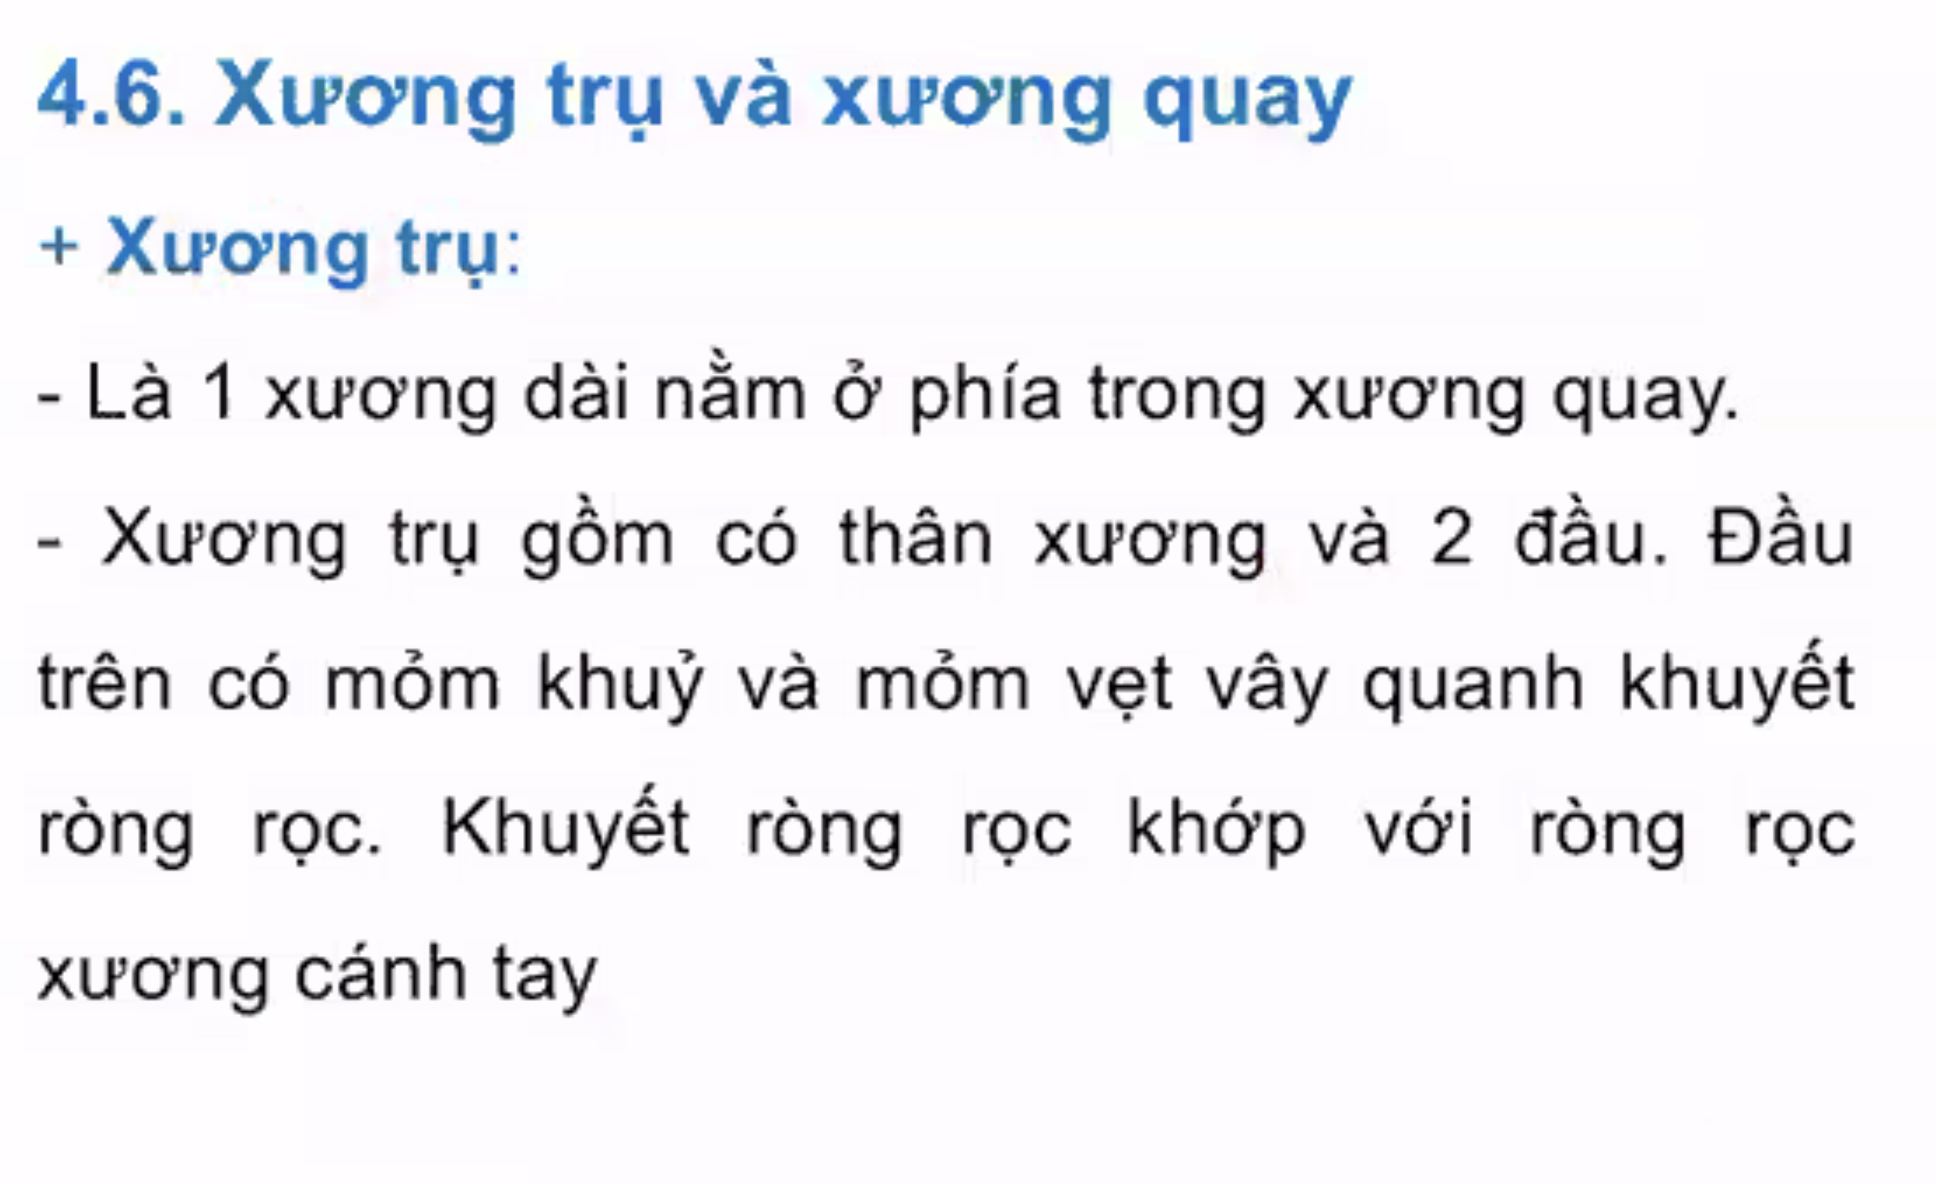 4.6. Xương trụ và xương quay
+ Xương trụ:
- Là 1 xương dài nằm ở phía trong xương quay.
- Xương trụ gồm có thân xương và 2 đầu. Đầu
trên có mỏm khuỷ và mỏm vẹt vây quanh khuyết
ròng rọc. Khuyết ròng rọc khớp với ròng rọc
xương cánh tay